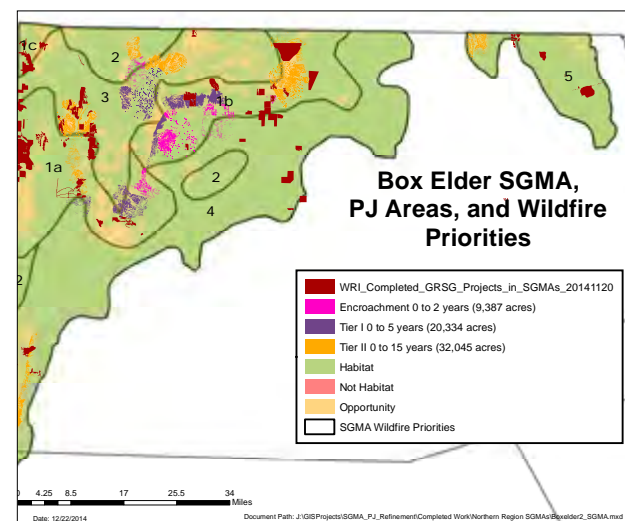 1c
2
3
1b
5
1a
2
4
2
Box Elder SGMA,
PJ Areas, and Wildfire
Priorities
WRI_Completed_GRSG_Projects_in_SGMAs_20141120
Encroachment 0 to 2 years (9,387 acres)
Tier I 0 to 5 years (20,334 acres)
Tier II 0 to 15 years (32,045 acres)
Habitat
Not Habitat
Opportunity
SGMA Wildfire Priorities
0 4.25 8.5 17 25.5 34
Miles
Date: 12/22/2014 Document Path: J:\GISProjects\SGMA_PJ_Refinement\Completed Work\Northern Region SGMAs\Boxelder2_SGMA.mxd